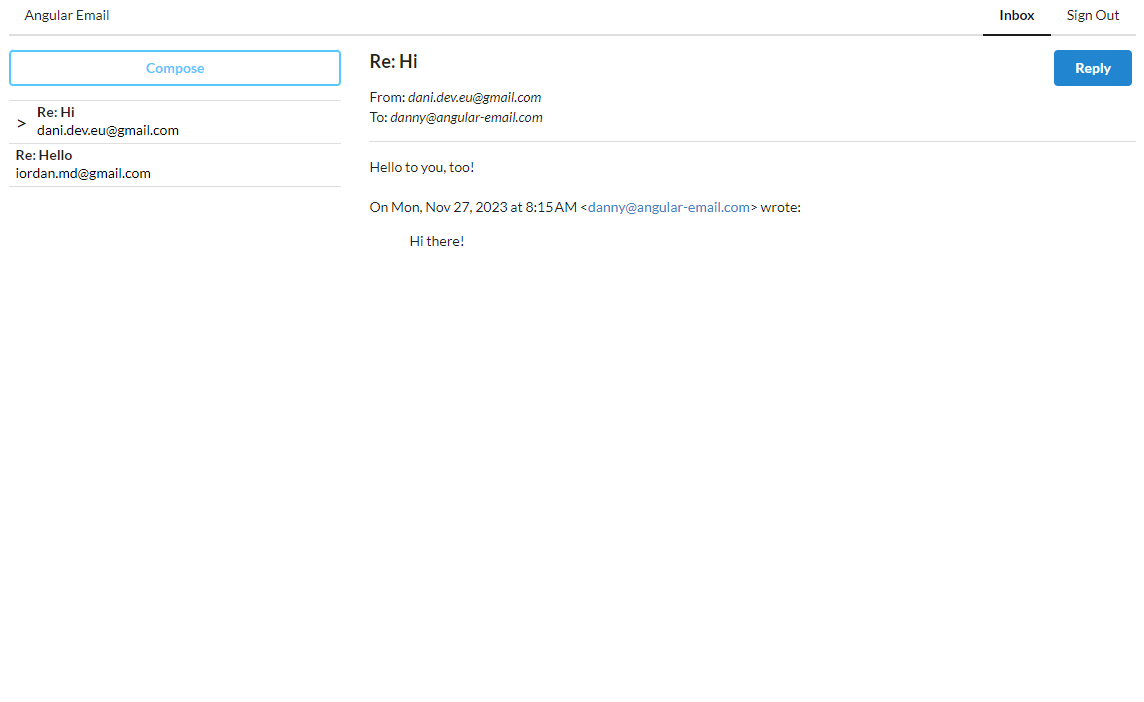 Angular Email
Inbox
Sign Out
Compose
> Re: Hi
dani.dev.eu@gmail.com
Re: Hello
iordan.md@gmail.com
Re: Hi
Reply
From: dani.dev.eu@gmail.com
To: danny@angular-email.com
Hello to you, too!
On Mon, Nov 27, 2023 at 8:15 AM <danny@angular-email.com> wrote:
Hi there!